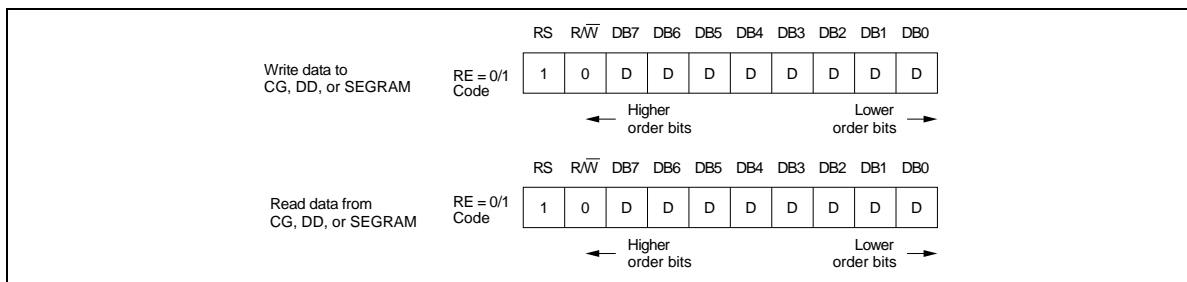 RS R/W̅ DB7 DB6 DB5 DB4 DB3 DB2 DB1 DB0
Write data to
CG, DD, or SEGRAM
RE = 0/1
Code
1 0 D D D D D D D D
Higher
order bits
Lower
order bits
RS R/W̅ DB7 DB6 DB5 DB4 DB3 DB2 DB1 DB0
Read data from
CG, DD, or SEGRAM
RE = 0/1
Code
1 0 D D D D D D D D
Higher
order bits
Lower
order bits